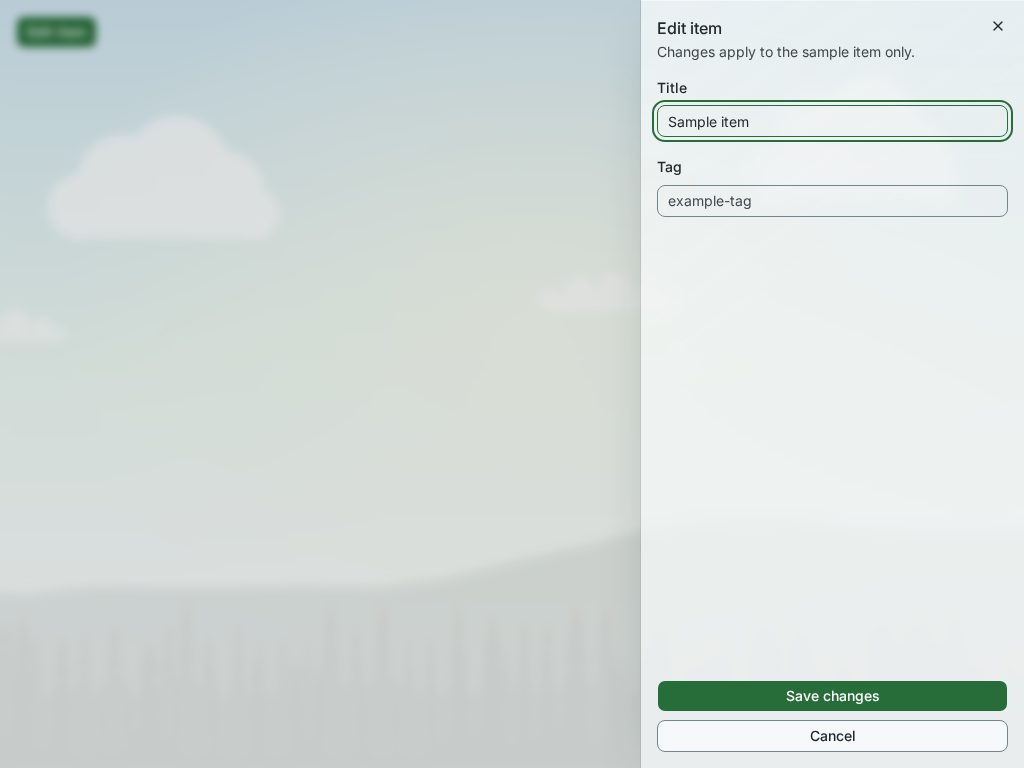 Edit item
Changes apply to the sample item only.
Title
Sample item
Tag
example-tag
Save changes
Cancel